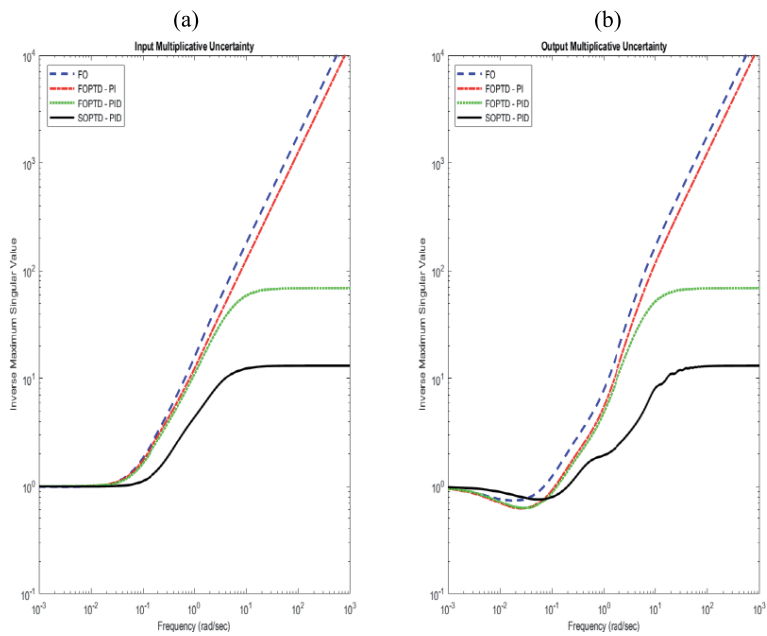 (a)
Input Multiplicative Uncertainty
FO
FOPTD - PI
FOPTD - PID
SOPTD - PID
Inverse Maximum Singular Value
10^4
10^3
10^2
10^1
10^0
10^-1
10^-3
10^-2
10^-1
10^0
10^1
10^2
10^3
Frequency (rad/sec)
(b)
Output Multiplicative Uncertainty
FO
FOPTD - PI
FOPTD - PID
SOPTD - PID
Inverse Maximum Singular Value
10^4
10^3
10^2
10^1
10^0
10^-1
10^-3
10^-2
10^-1
10^0
10^1
10^2
10^3
Frequency (rad/sec)